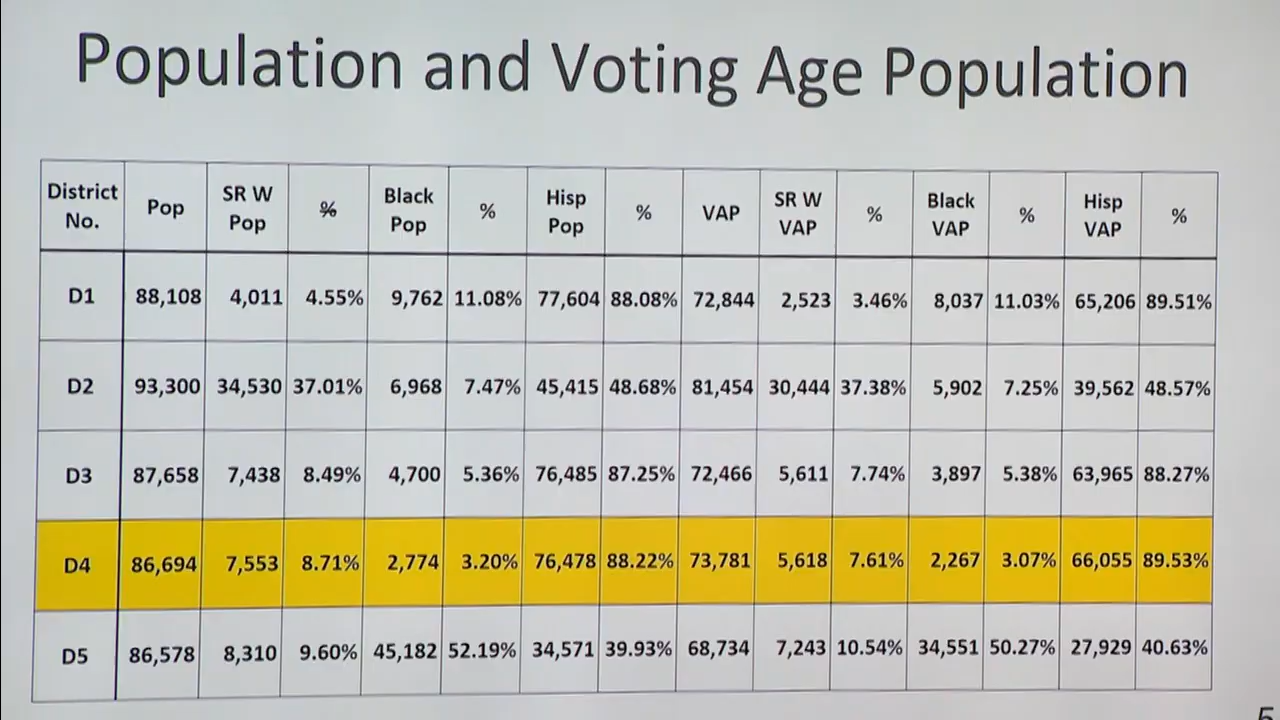 Population and Voting Age Population
District No. Pop SR W Pop % Black Pop % Hisp Pop % VAP SR W VAP % Black VAP % Hisp VAP %
D1 88,108 4,011 4.55% 9,762 11.08% 77,604 88.08% 72,844 2,523 3.46% 8,037 11.03% 65,206 89.51%
D2 93,300 34,530 37.01% 6,968 7.47% 45,415 48.68% 81,454 30,444 37.38% 5,902 7.25% 39,562 48.57%
D3 87,658 7,438 8.49% 4,700 5.36% 76,485 87.25% 72,466 5,611 7.74% 3,897 5.38% 63,965 88.27%
D4 86,694 7,553 8.71% 2,774 3.20% 76,478 88.22% 73,781 5,618 7.61% 2,267 3.07% 66,055 89.53%
D5 86,578 8,310 9.60% 45,182 52.19% 34,571 39.93% 68,734 7,243 10.54% 34,551 50.27% 27,929 40.63%
5